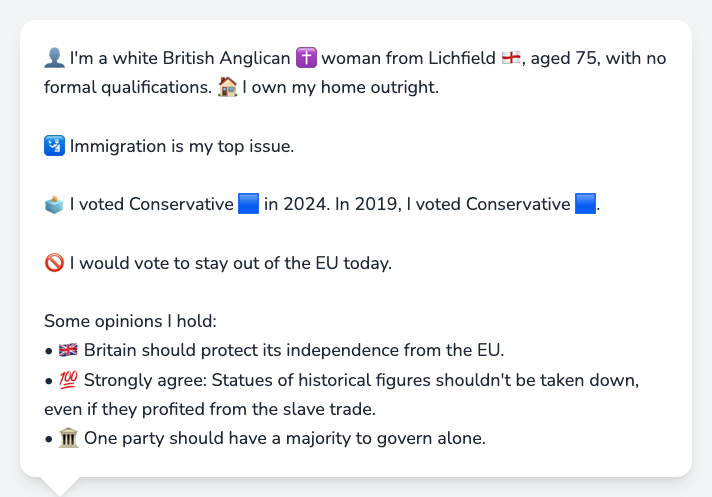 👤 I'm a white British Anglican ✝️ woman from Lichfield 🏴󠁧󠁢󠁥󠁮󠁧󠁿, aged 75, with no
formal qualifications. 🏠 I own my home outright.
🛂 Immigration is my top issue.
🗳️ I voted Conservative 🟦 in 2024. In 2019, I voted Conservative 🟦.
🚫 I would vote to stay out of the EU today.
Some opinions I hold:
• 🇬🇧 Britain should protect its independence from the EU.
• 💯 Strongly agree: Statues of historical figures shouldn't be taken down,
even if they profited from the slave trade.
• 🏛️ One party should have a majority to govern alone.